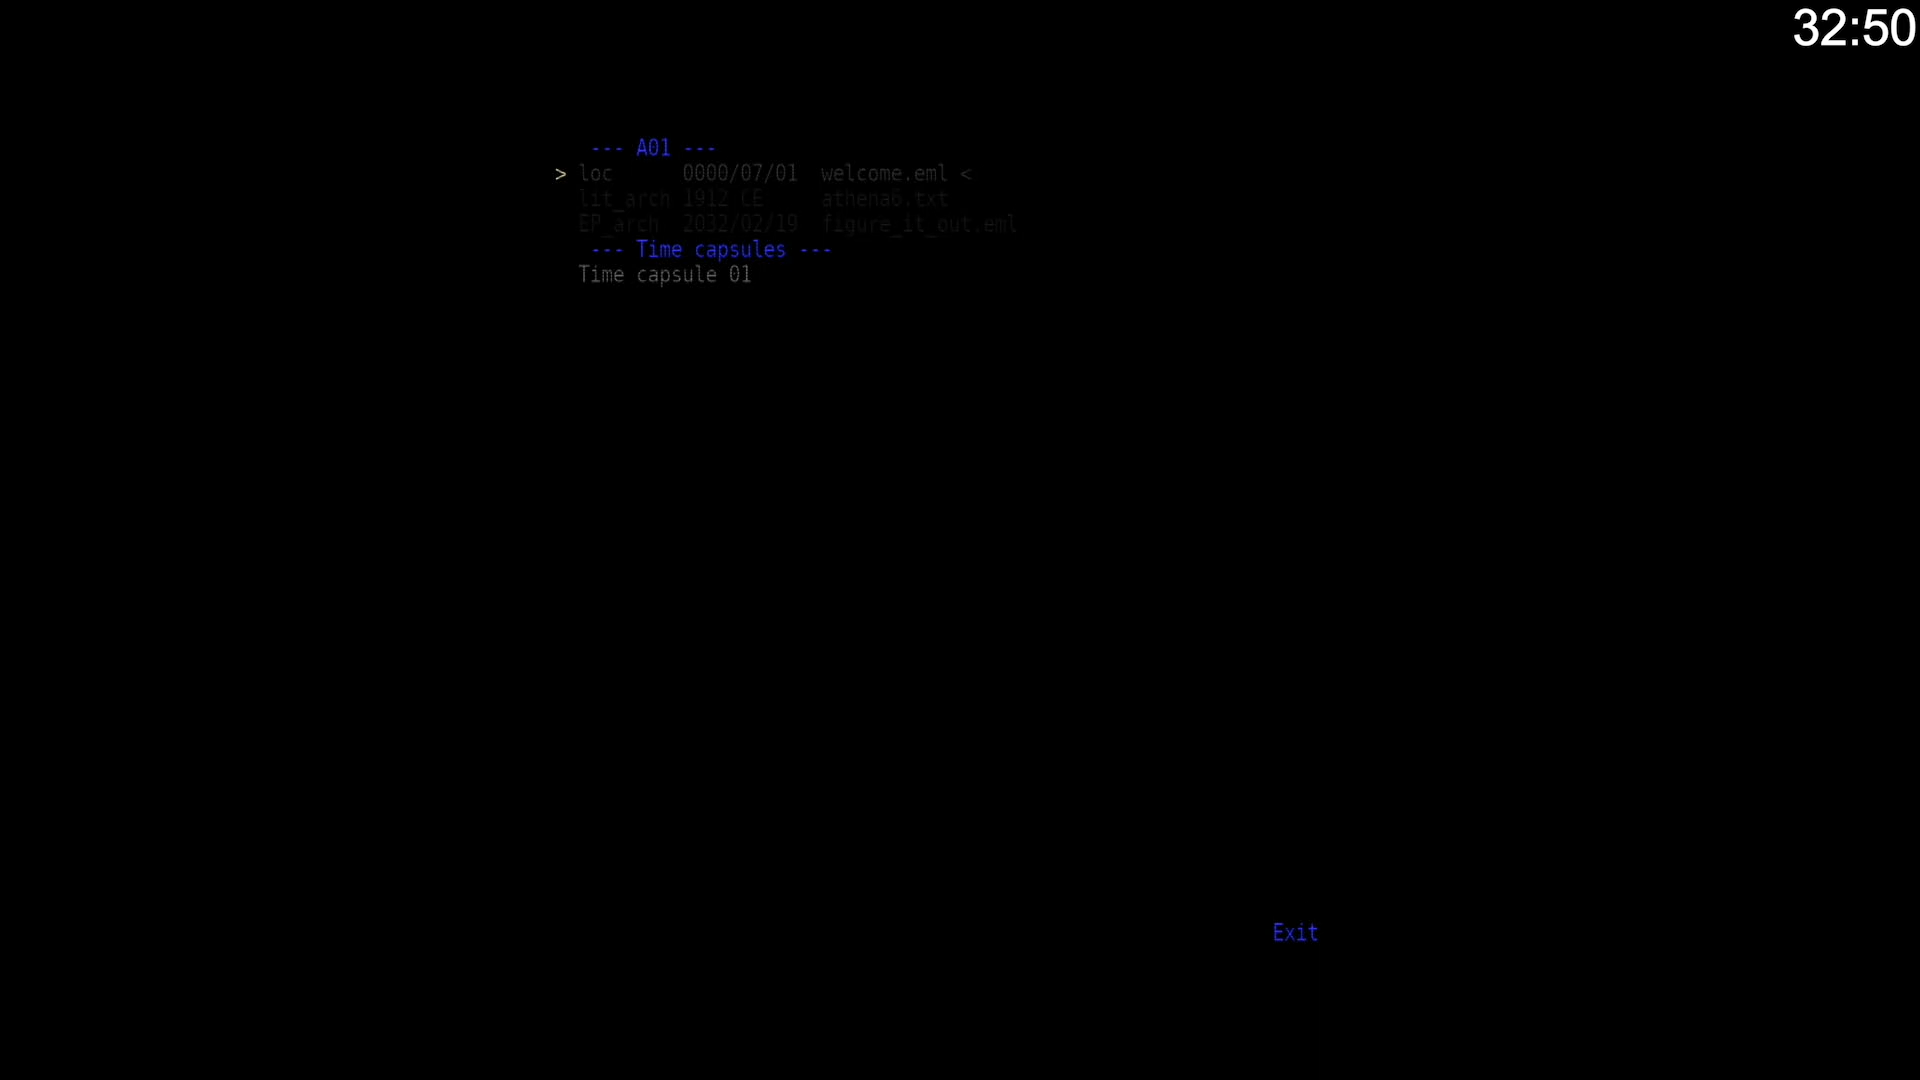 32:50
--- A01 ---
> loc 0000/07/01 welcome.eml <
lit_arch 1912 CE athena6.txt
EP_arch 2032/02/19 figure_it_out.eml
--- Time capsules ---
Time capsule 01
Exit